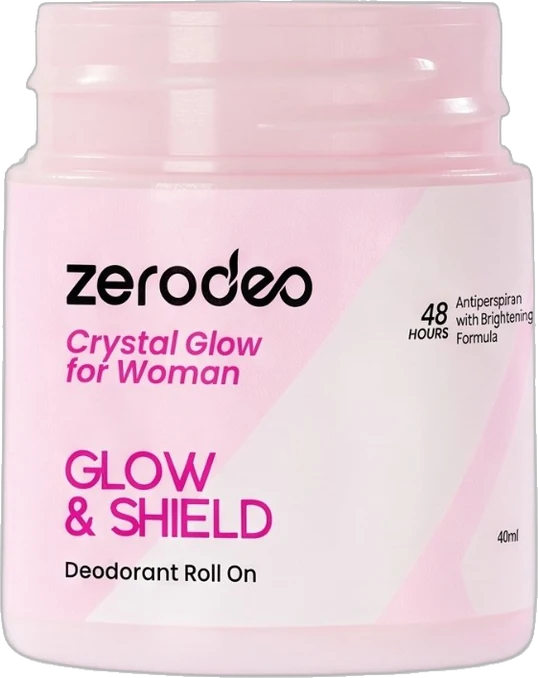 zerodeo
Crystal Glow
for Woman
48
HOURS
Antiperspiran
with Brightening
Formula
GLOW
& SHIELD
40ml
Deodorant Roll On